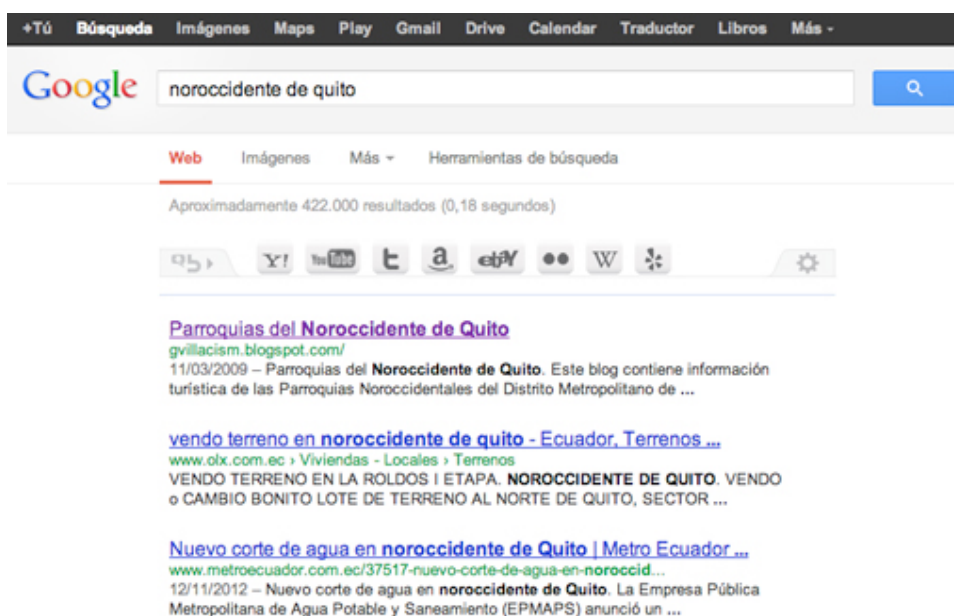 +Tú Búsqueda Imágenes Maps Play Gmail Drive Calendar Traductor Libros Más
Google noroccidente de quito
Web Imágenes Más Herramientas de búsqueda
Aproximadamente 422.000 resultados (0,18 segundos)
Y! YouTube t a ebay W
Parroquias del Noroccidente de Quito
gvillacism.blogspot.com/
11/03/2009 – Parroquias del Noroccidente de Quito. Este blog contiene información
turística de las Parroquias Noroccidentales del Distrito Metropolitano de ...
vendo terreno en noroccidente de quito - Ecuador, Terrenos ...
www.olx.com.ec › Viviendas - Locales › Terrenos
VENDO TERRENO EN LA ROLDOS I ETAPA. NOROCCIDENTE DE QUITO. VENDO
o CAMBIO BONITO LOTE DE TERRENO AL NORTE DE QUITO, SECTOR ...
Nuevo corte de agua en noroccidente de Quito | Metro Ecuador ...
www.metroecuador.com.ec/37517-nuevo-corte-de-agua-en-noroccid...
12/11/2012 – Nuevo corte de agua en noroccidente de Quito. La Empresa Pública
Metropolitana de Agua Potable y Saneamiento (EPMAPS) anunció un ...